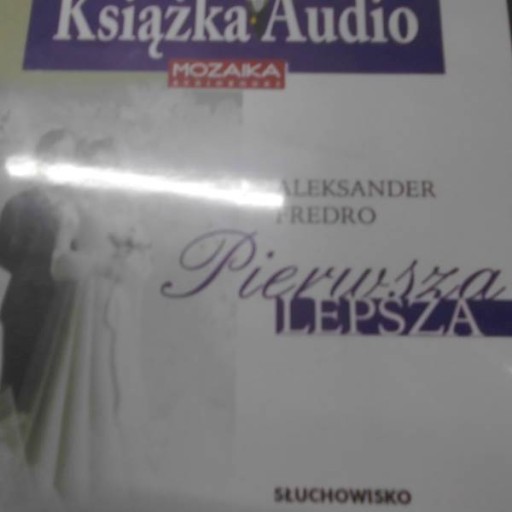 Książka Audio
MOZAIKA
ALEKSANDER
FREDRO
Pierwsza
LEPSZA
SŁUCHOWISKO